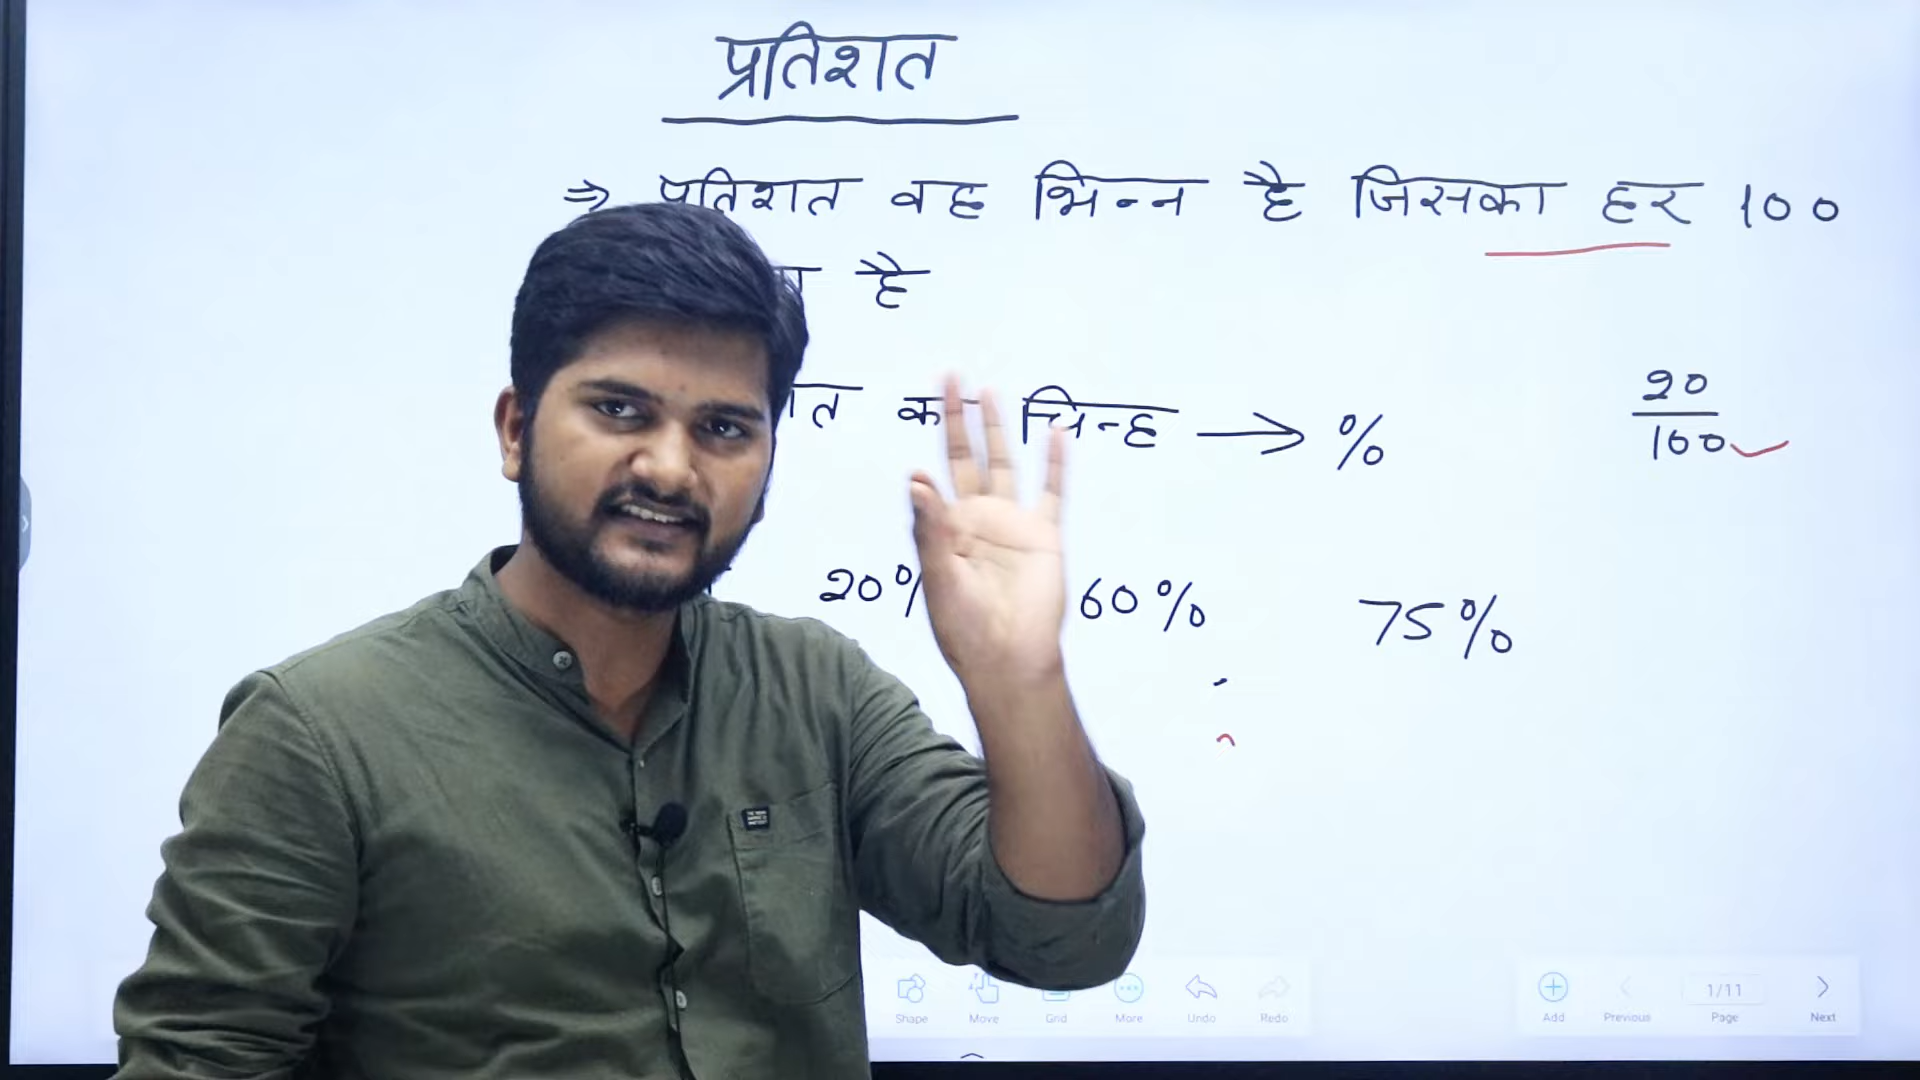 प्रतिशत
⇒ प्रतिशत वह भिन्न है जिसका हर 100
है
का चिन्ह → %
20
100
20%
60%
75%
Shape
Move
Grid
More
Undo
Redo
Add
Previous
1/11
Page
Next